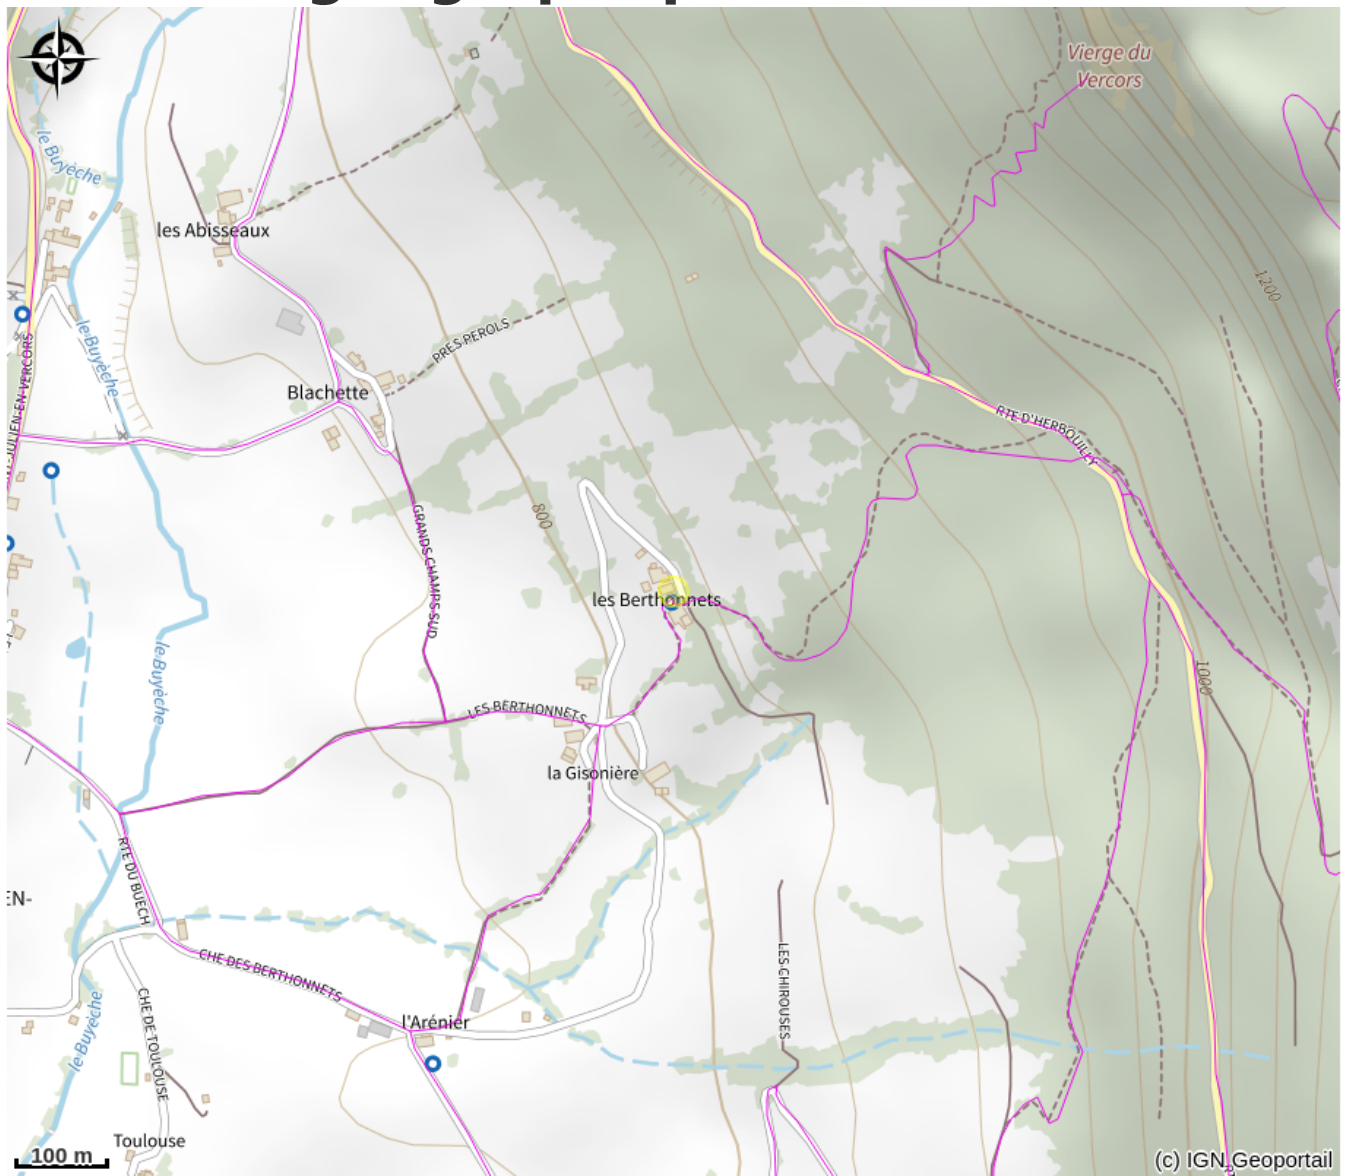 Vierge du
Vercors
le Buyèche
les Abisseaux
1200
le Buyèche
PRES PEROLS
Blachette
RTE D'HERBOUILLY
800
GRANDS CHAMPS SUD
les Berthonnets
le Buyèche
1000
LES BERTHONNETS
la Gisonière
RTE DU BUECH
EN-
CHE DES BERTHONNETS
LES CHIROUSES
CHE DE TOULOUSE
le Buyèche
l'Arénier
Toulouse
100 m
(c) IGN Geoportail